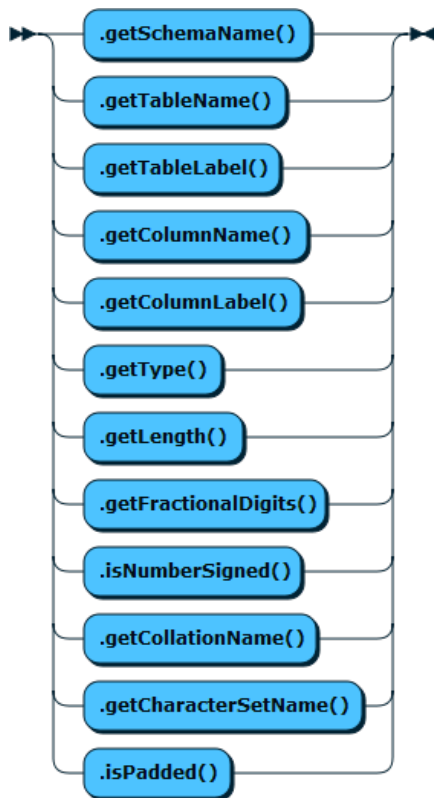 .getSchemaName()
.getTableName()
.getTableLabel()
.getColumnName()
.getColumnLabel()
.getType()
.getLength()
.getFractionalDigits()
.isNumberSigned()
.getCollationName()
.getCharacterSetName()
.isPadded()